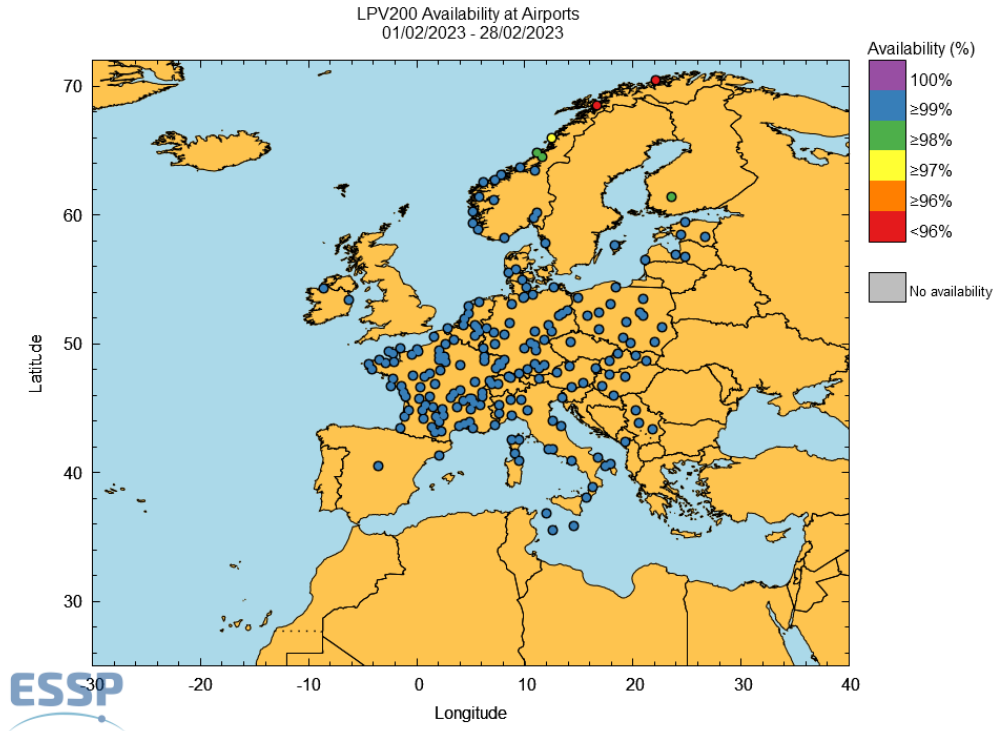 LPV200 Availability at Airports
01/02/2023 - 28/02/2023
Availability (%)
100%
≥99%
≥98%
≥97%
≥96%
<96%
No availability
70
60
50
40
30
Latitude
-30 -20 -10 0 10 20 30 40
Longitude
ESSP